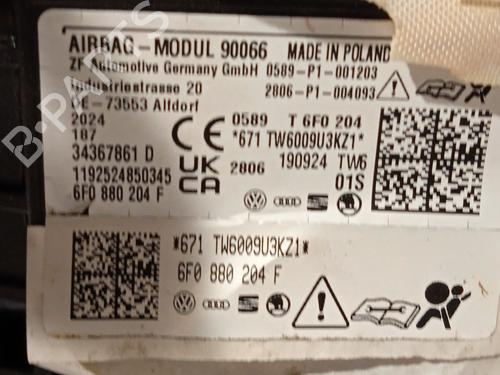 AIRBAG - MODUL 90066 MADE IN POLAND
ZF Automotive Germany GmbH 0589-P1-001203
Industriestrasse 20 2806-P1-004093
DE - 73553 Alfdorf
2024 0589 T 6F0 204
187 CE *671 TW6009U3KZ1*
34367861 D UK CA 2806 190924 TW6
1192524850345 01S
6F0 880 204 F
*671 TW6009U3KZ1*
6F0 880 204 F
B-PARTS